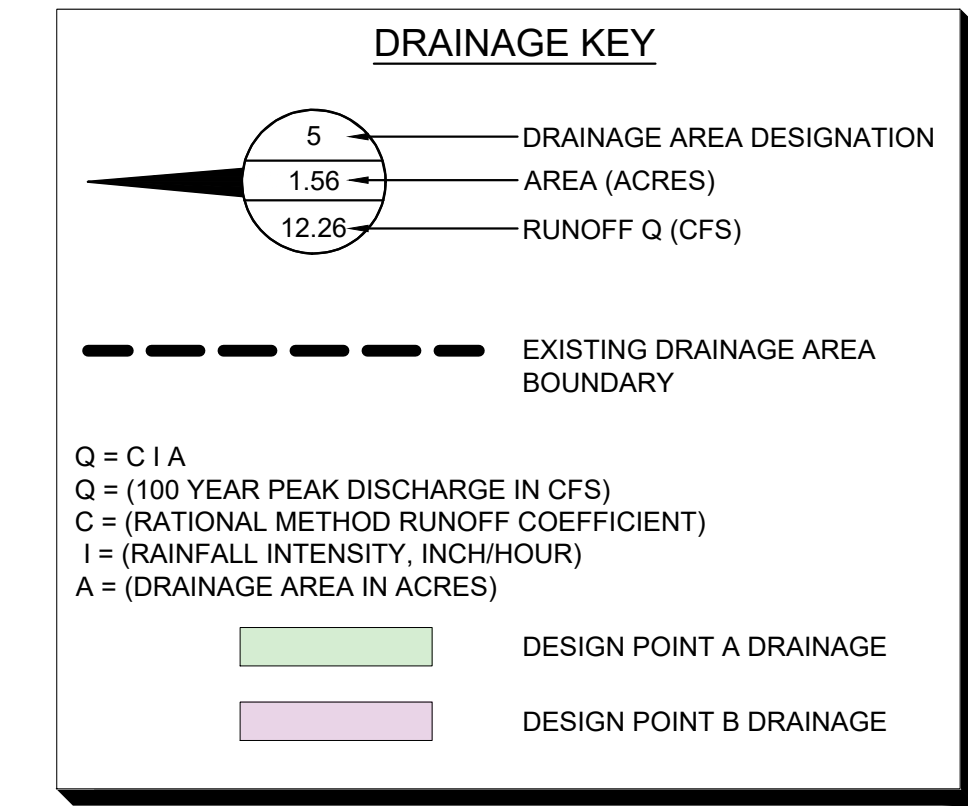 DRAINAGE KEY
5
DRAINAGE AREA DESIGNATION
1.56
AREA (ACRES)
12.26
RUNOFF Q (CFS)
EXISTING DRAINAGE AREA
BOUNDARY
Q = C I A
Q = (100 YEAR PEAK DISCHARGE IN CFS)
C = (RATIONAL METHOD RUNOFF COEFFICIENT)
I = (RAINFALL INTENSITY, INCH/HOUR)
A = (DRAINAGE AREA IN ACRES)
DESIGN POINT A DRAINAGE
DESIGN POINT B DRAINAGE